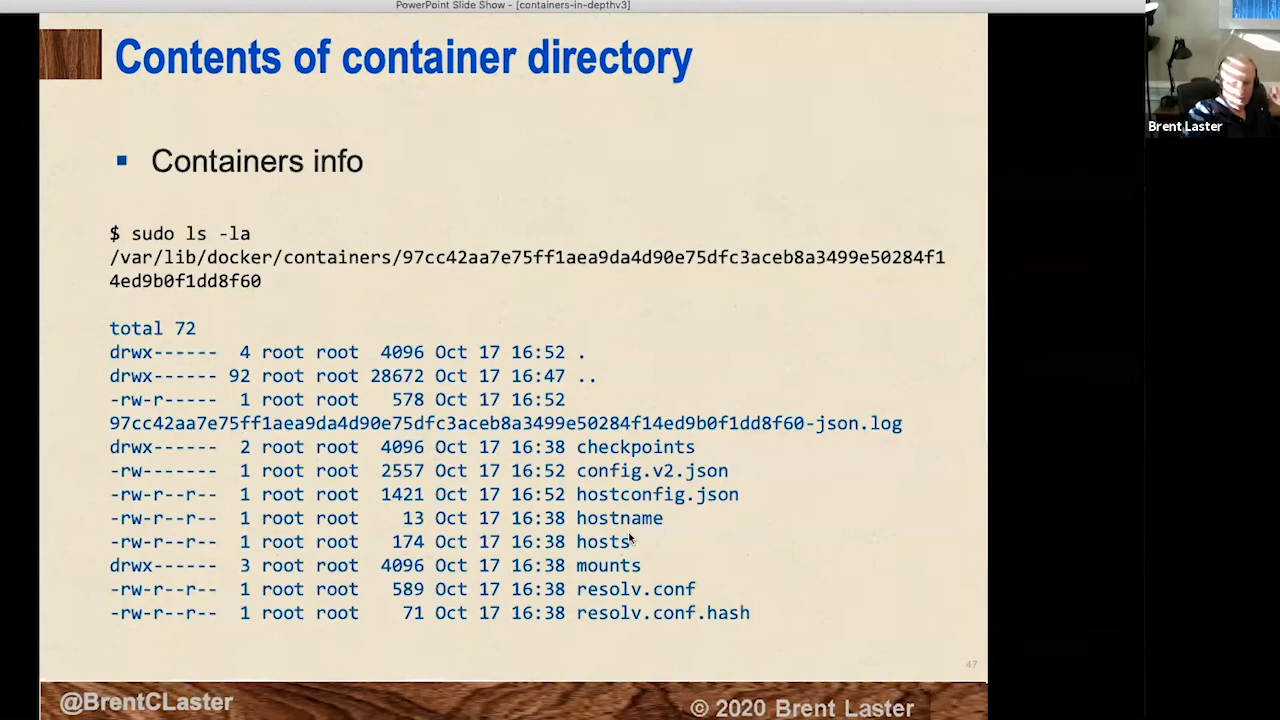 PowerPoint Slide Show - [containers-in-depthv3]
Contents of container directory
Brent Laster
Containers info
$ sudo ls -la
/var/lib/docker/containers/97cc42aa7e75ff1aea9da4d90e75dfc3aceb8a3499e50284f1
4ed9b0f1dd8f60
total 72
drwx------  4 root root  4096 Oct 17 16:52 .
drwx------ 92 root root 28672 Oct 17 16:47 ..
-rw-r-----  1 root root   578 Oct 17 16:52
97cc42aa7e75ff1aea9da4d90e75dfc3aceb8a3499e50284f14ed9b0f1dd8f60-json.log
drwx------  2 root root  4096 Oct 17 16:38 checkpoints
-rw-------  1 root root  2557 Oct 17 16:52 config.v2.json
-rw-r--r--  1 root root  1421 Oct 17 16:52 hostconfig.json
-rw-r--r--  1 root root    13 Oct 17 16:38 hostname
-rw-r--r--  1 root root   174 Oct 17 16:38 hosts
drwx------  3 root root  4096 Oct 17 16:38 mounts
-rw-r--r--  1 root root   589 Oct 17 16:38 resolv.conf
-rw-r--r--  1 root root    71 Oct 17 16:38 resolv.conf.hash
47
@BrentCLaster
© 2020 Brent Laster